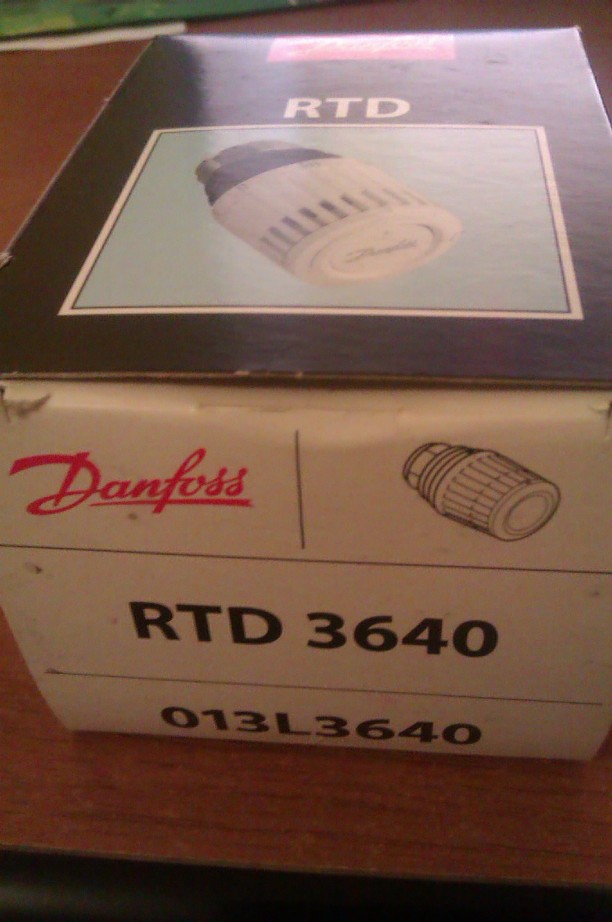 RTD
Danfoss
Danfoss
RTD 3640
013L3640